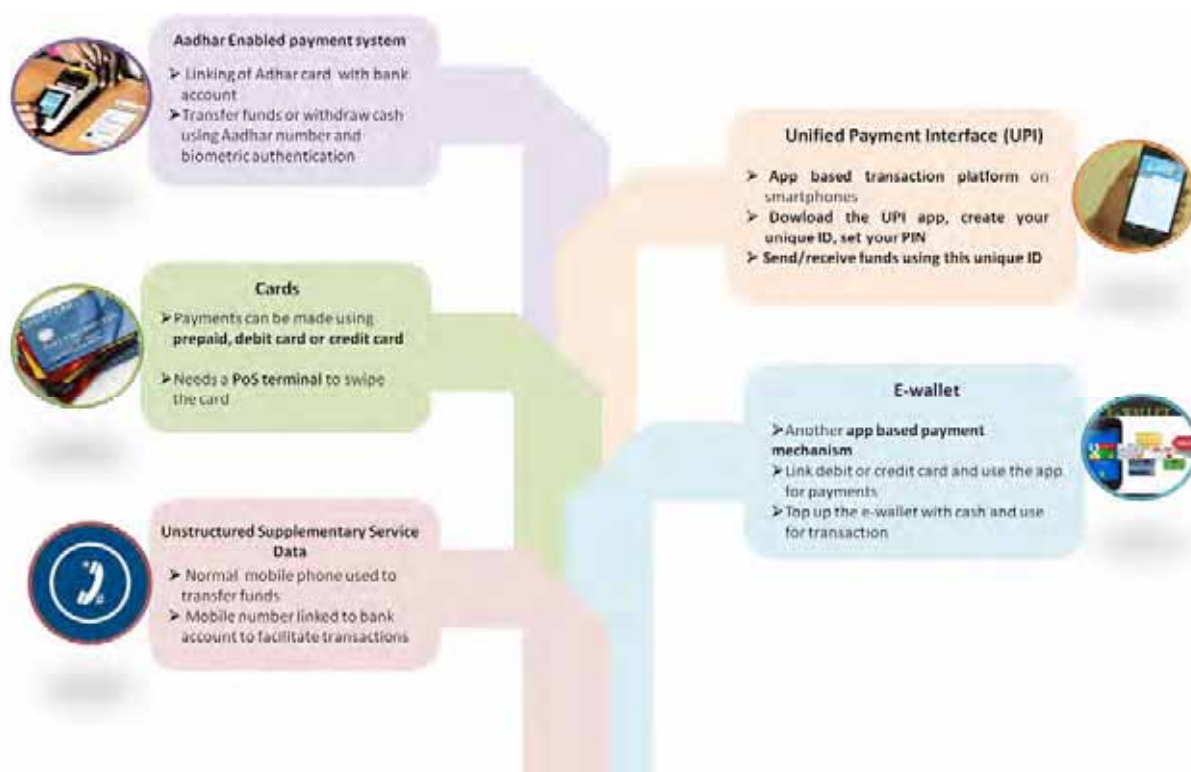 Aadhar Enabled payment system
➢ Linking of Adhar card with bank
account
➢Transfer funds or withdraw cash
using Aadhar number and
biometric authentication
Unified Payment Interface (UPI)
➢ App based transaction platform on
smartphones
➢ Dowload the UPI app, create your
unique ID, set your PIN
➢ Send/receive funds using this unique ID
Cards
➢Payments can be made using
prepaid, debit card or credit card
➢Needs a PoS terminal to swipe
the card
E-wallet
➢Another app based payment
mechanism
➢Link debit or credit card and use the app
for payments
➢Top up the e-wallet with cash and use
for transaction
E-WALLET
Unstructured Supplementary Service
Data
➢ Normal mobile phone used to
transfer funds
➢ Mobile number linked to bank
account to facilitate transactions